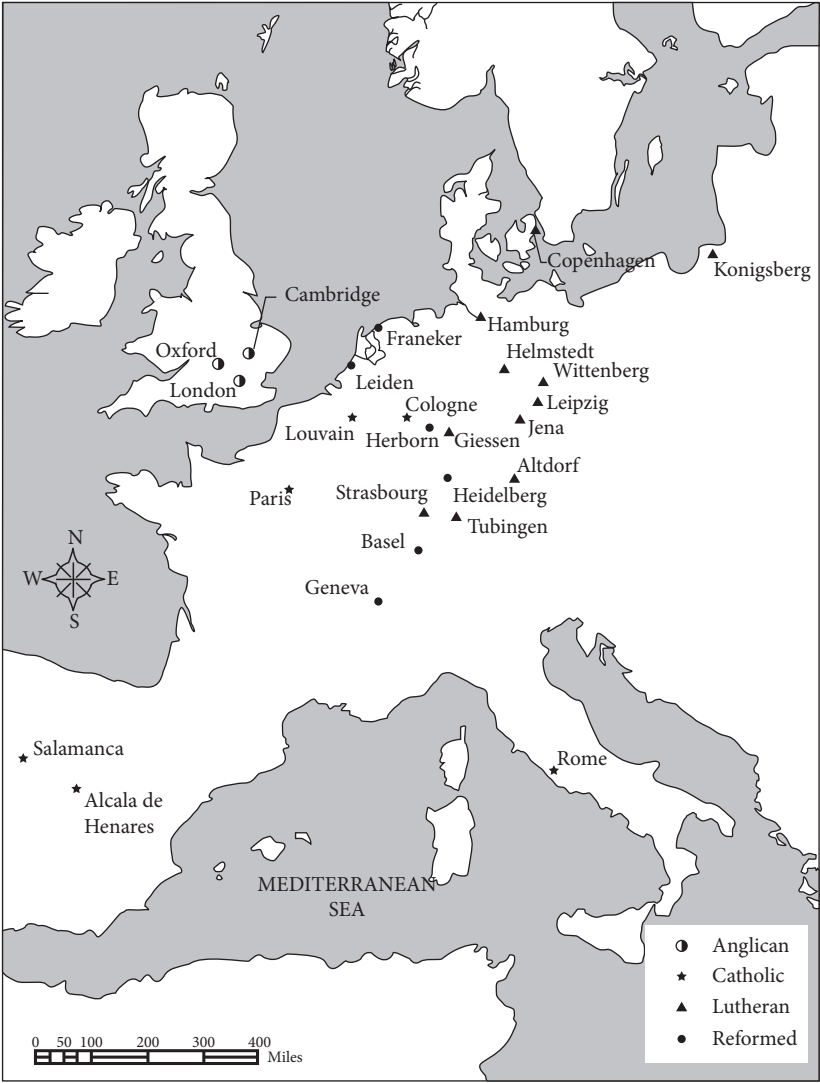 Copenhagen
Konigsberg
Cambridge
Hamburg
Franeker
Oxford
Helmstedt
Wittenberg
London
Leiden
Leipzig
Cologne
Jena
Louvain
Herborn
Giessen
Altdorf
Paris
Strasbourg
Heidelberg
Tubingen
Basel
N
W
E
S
Geneva
Salamanca
Rome
Alcala de
Henares
MEDITERRANEAN
SEA
Anglican
Catholic
Lutheran
Reformed
0 50 100 200 300 400
Miles